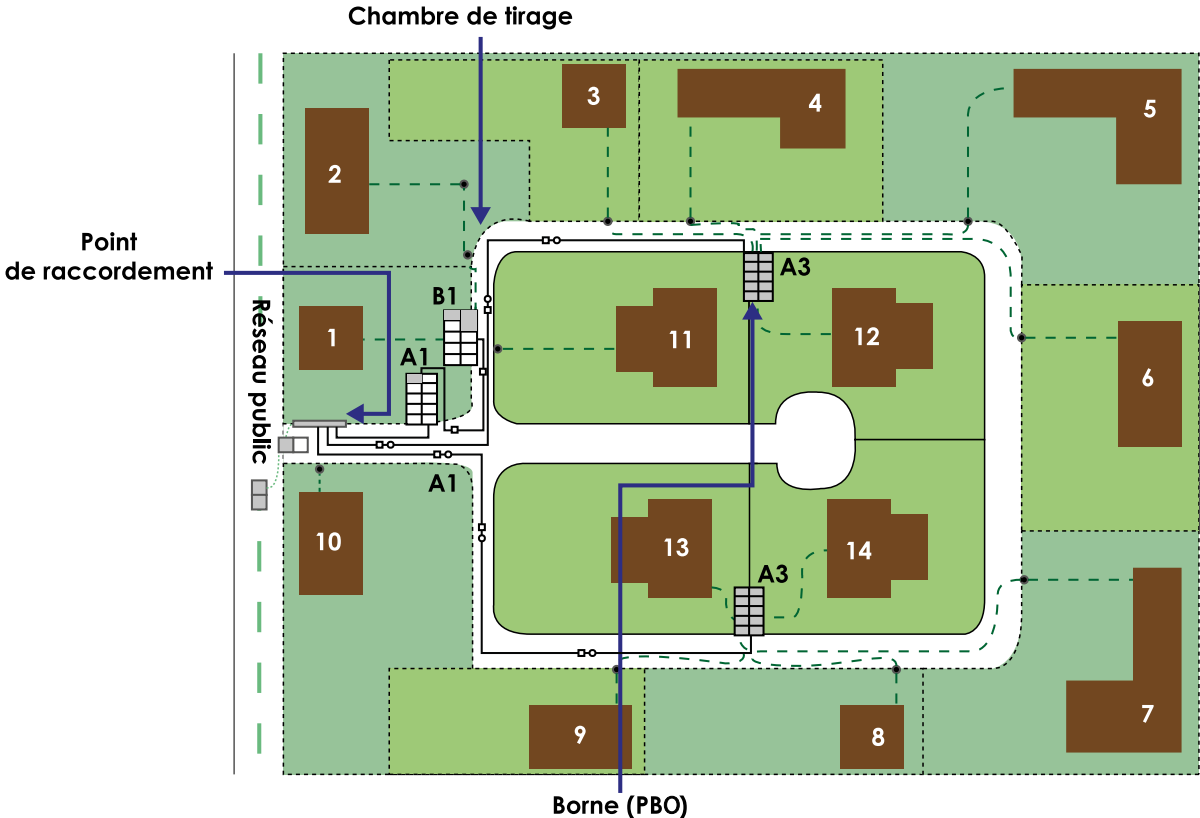 Chambre de tirage
3
4
5
2
Point
de raccordement
A3
B1
Réseau public
1
11
12
A1
6
A1
10
13
14
A3
9
8
7
Borne (PBO)